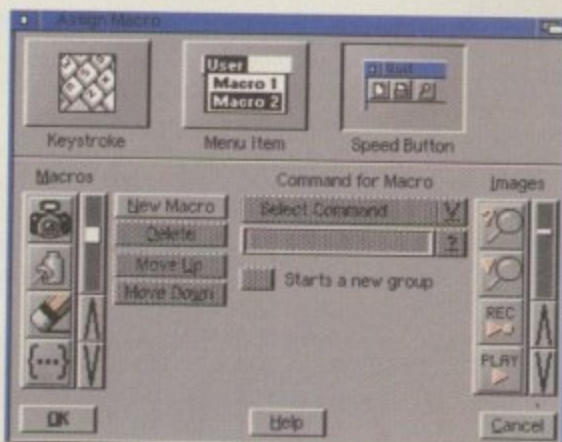 Assign Macro
User
Macro 1
Macro 2
Keystroke
Menu Item
Speed Button
Macros
Command for Macro
Images
New Macro
Select Command
Delete
?
Move Up
Move Down
Starts a new group
REC
PLAY
{...}
OK
Help
Cancel